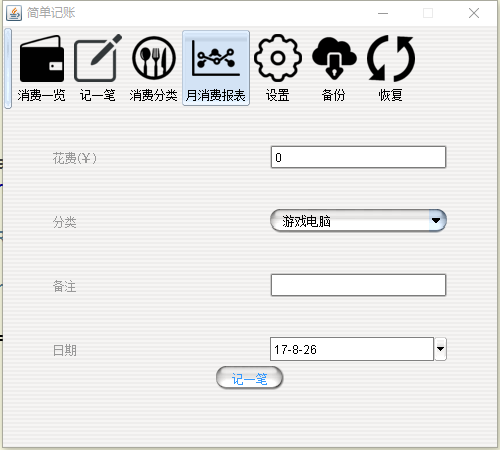 简单记账
消费一览 记一笔 消费分类 月消费报表 设置 备份 恢复
花费(¥) 0
分类 游戏电脑
备注
日期 17-8-26
记一笔